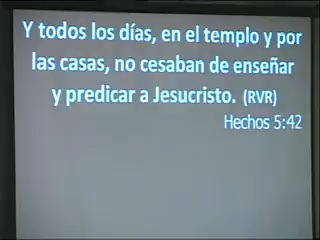 Y todos los días, en el templo y por
las casas, no cesaban de enseñar
y predicar a Jesucristo. (RVR)
Hechos 5:42